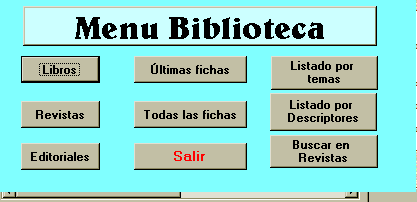 Menu Biblioteca
Libros
Últimas fichas
Listado por
temas
Revistas
Todas las fichas
Listado por
Descriptores
Editoriales
Salir
Buscar en
Revistas